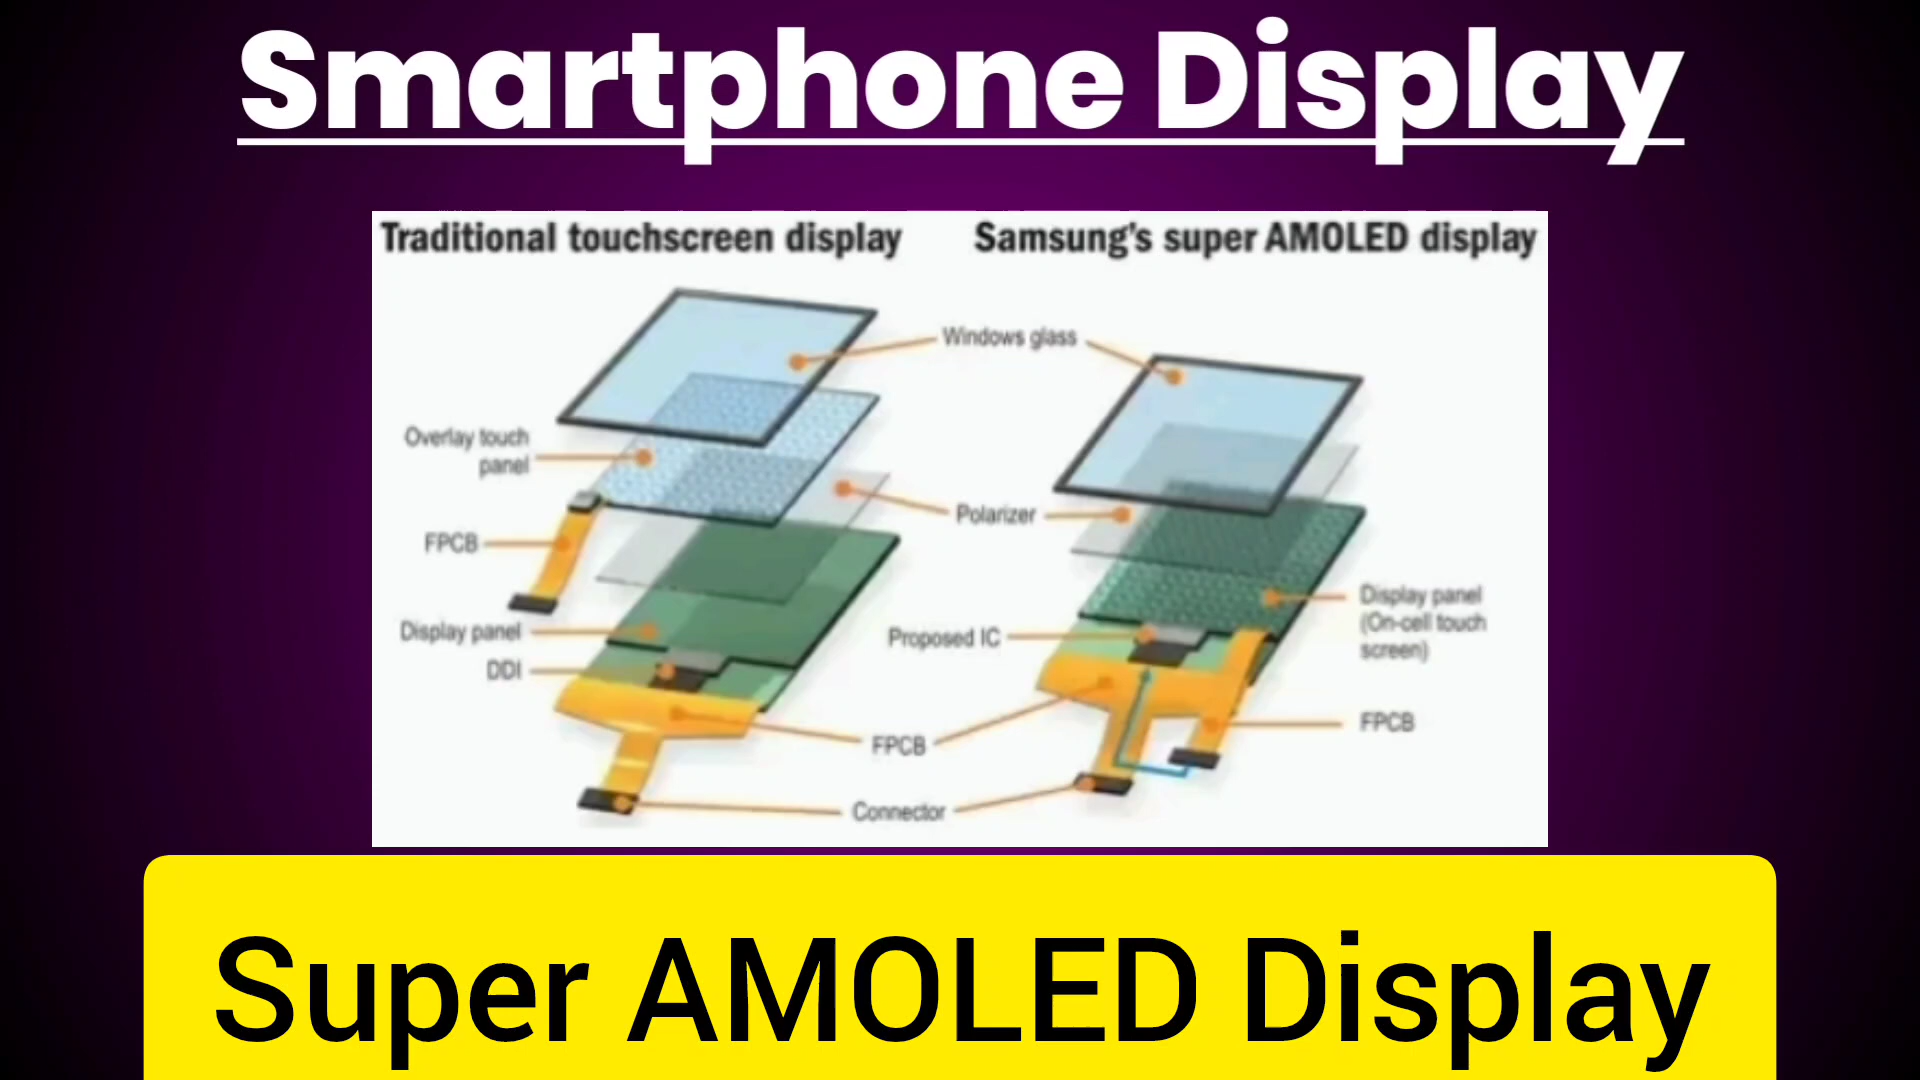 Smartphone Display
Traditional touchscreen display
Samsung's super AMOLED display
Windows glass
Overlay touch
panel
Polarizer
FPCB
Display panel
(On-cell touch
screen)
Display panel
Proposed IC
DDI
FPCB
FPCB
Connector
Super AMOLED Display